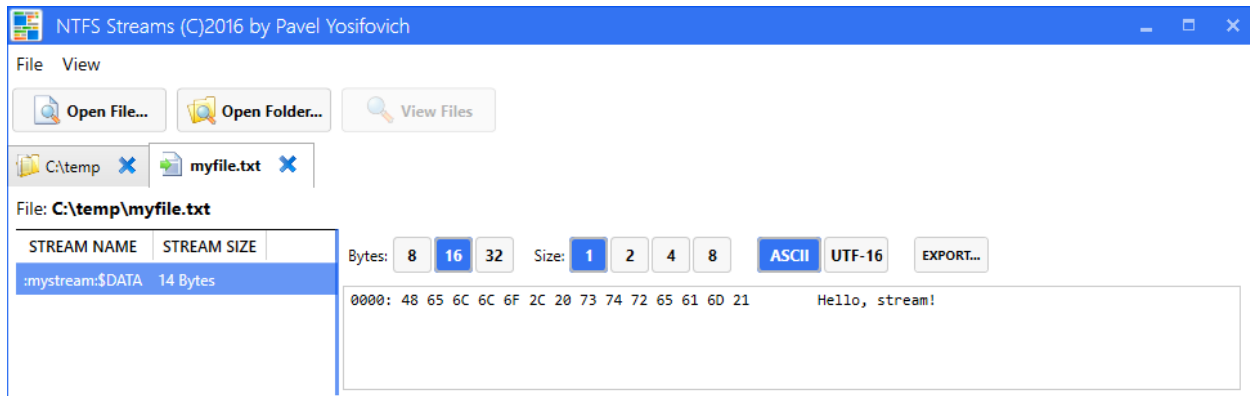 NTFS Streams (C)2016 by Pavel Yosifovich
File View
Open File... Open Folder... View Files
C:\temp myfile.txt
File: C:\temp\myfile.txt
STREAM NAME STREAM SIZE
Bytes: 8 16 32 Size: 1 2 4 8 ASCII UTF-16 EXPORT...
:mystream:$DATA 14 Bytes
0000: 48 65 6C 6C 6F 2C 20 73 74 72 65 61 6D 21 Hello, stream!